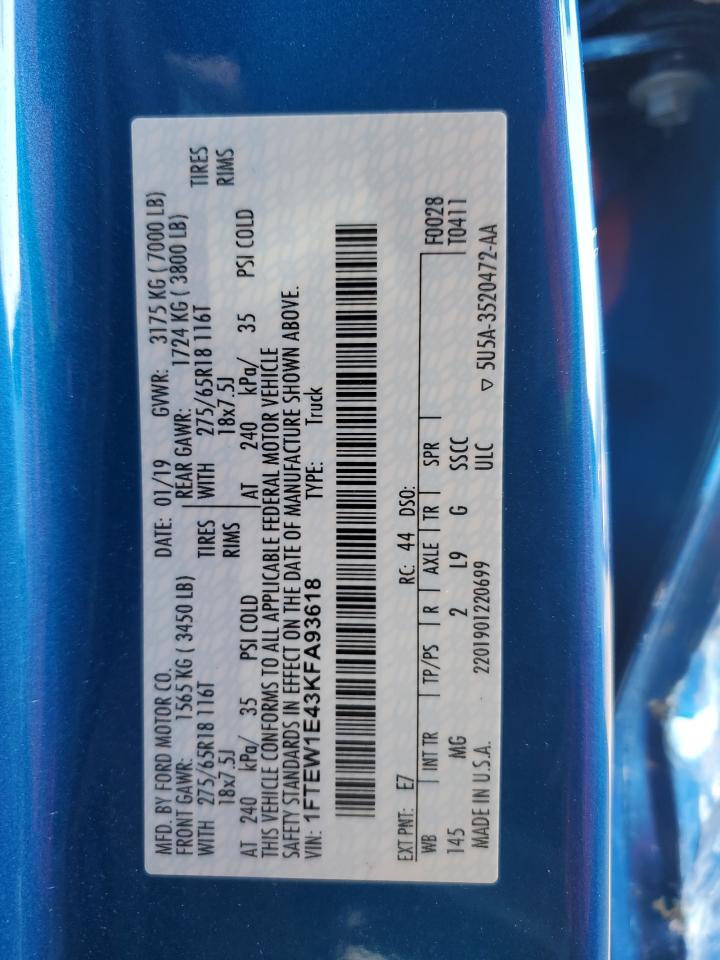 MFD. BY FORD MOTOR CO.
DATE: 01/19 GVWR: 3175 KG ( 7000 LB)
FRONT GAWR: 1565 KG ( 3450 LB) REAR GAWR: 1724 KG ( 3800 LB)
WITH 275/65R18 116T TIRES WITH 275/65R18 116T TIRES
18x7.5J RIMS 18x7.5J RIMS
AT 240 kPa/ 35 PSI COLD AT 240 kPa/ 35 PSI COLD
THIS VEHICLE CONFORMS TO ALL APPLICABLE FEDERAL MOTOR VEHICLE
SAFETY STANDARDS IN EFFECT ON THE DATE OF MANUFACTURE SHOWN ABOVE.
VIN: 1FTEW1E43KFA93618 TYPE: Truck
EXT PNT: E7 RC: 44 DSO: F0028
WB INT TR TP/PS R AXLE TR SPR T0411
145 MG 2 L9 G SSCC
MADE IN U.S.A. 2201901220699 ULC ▽ 5U5A-3520472-AA